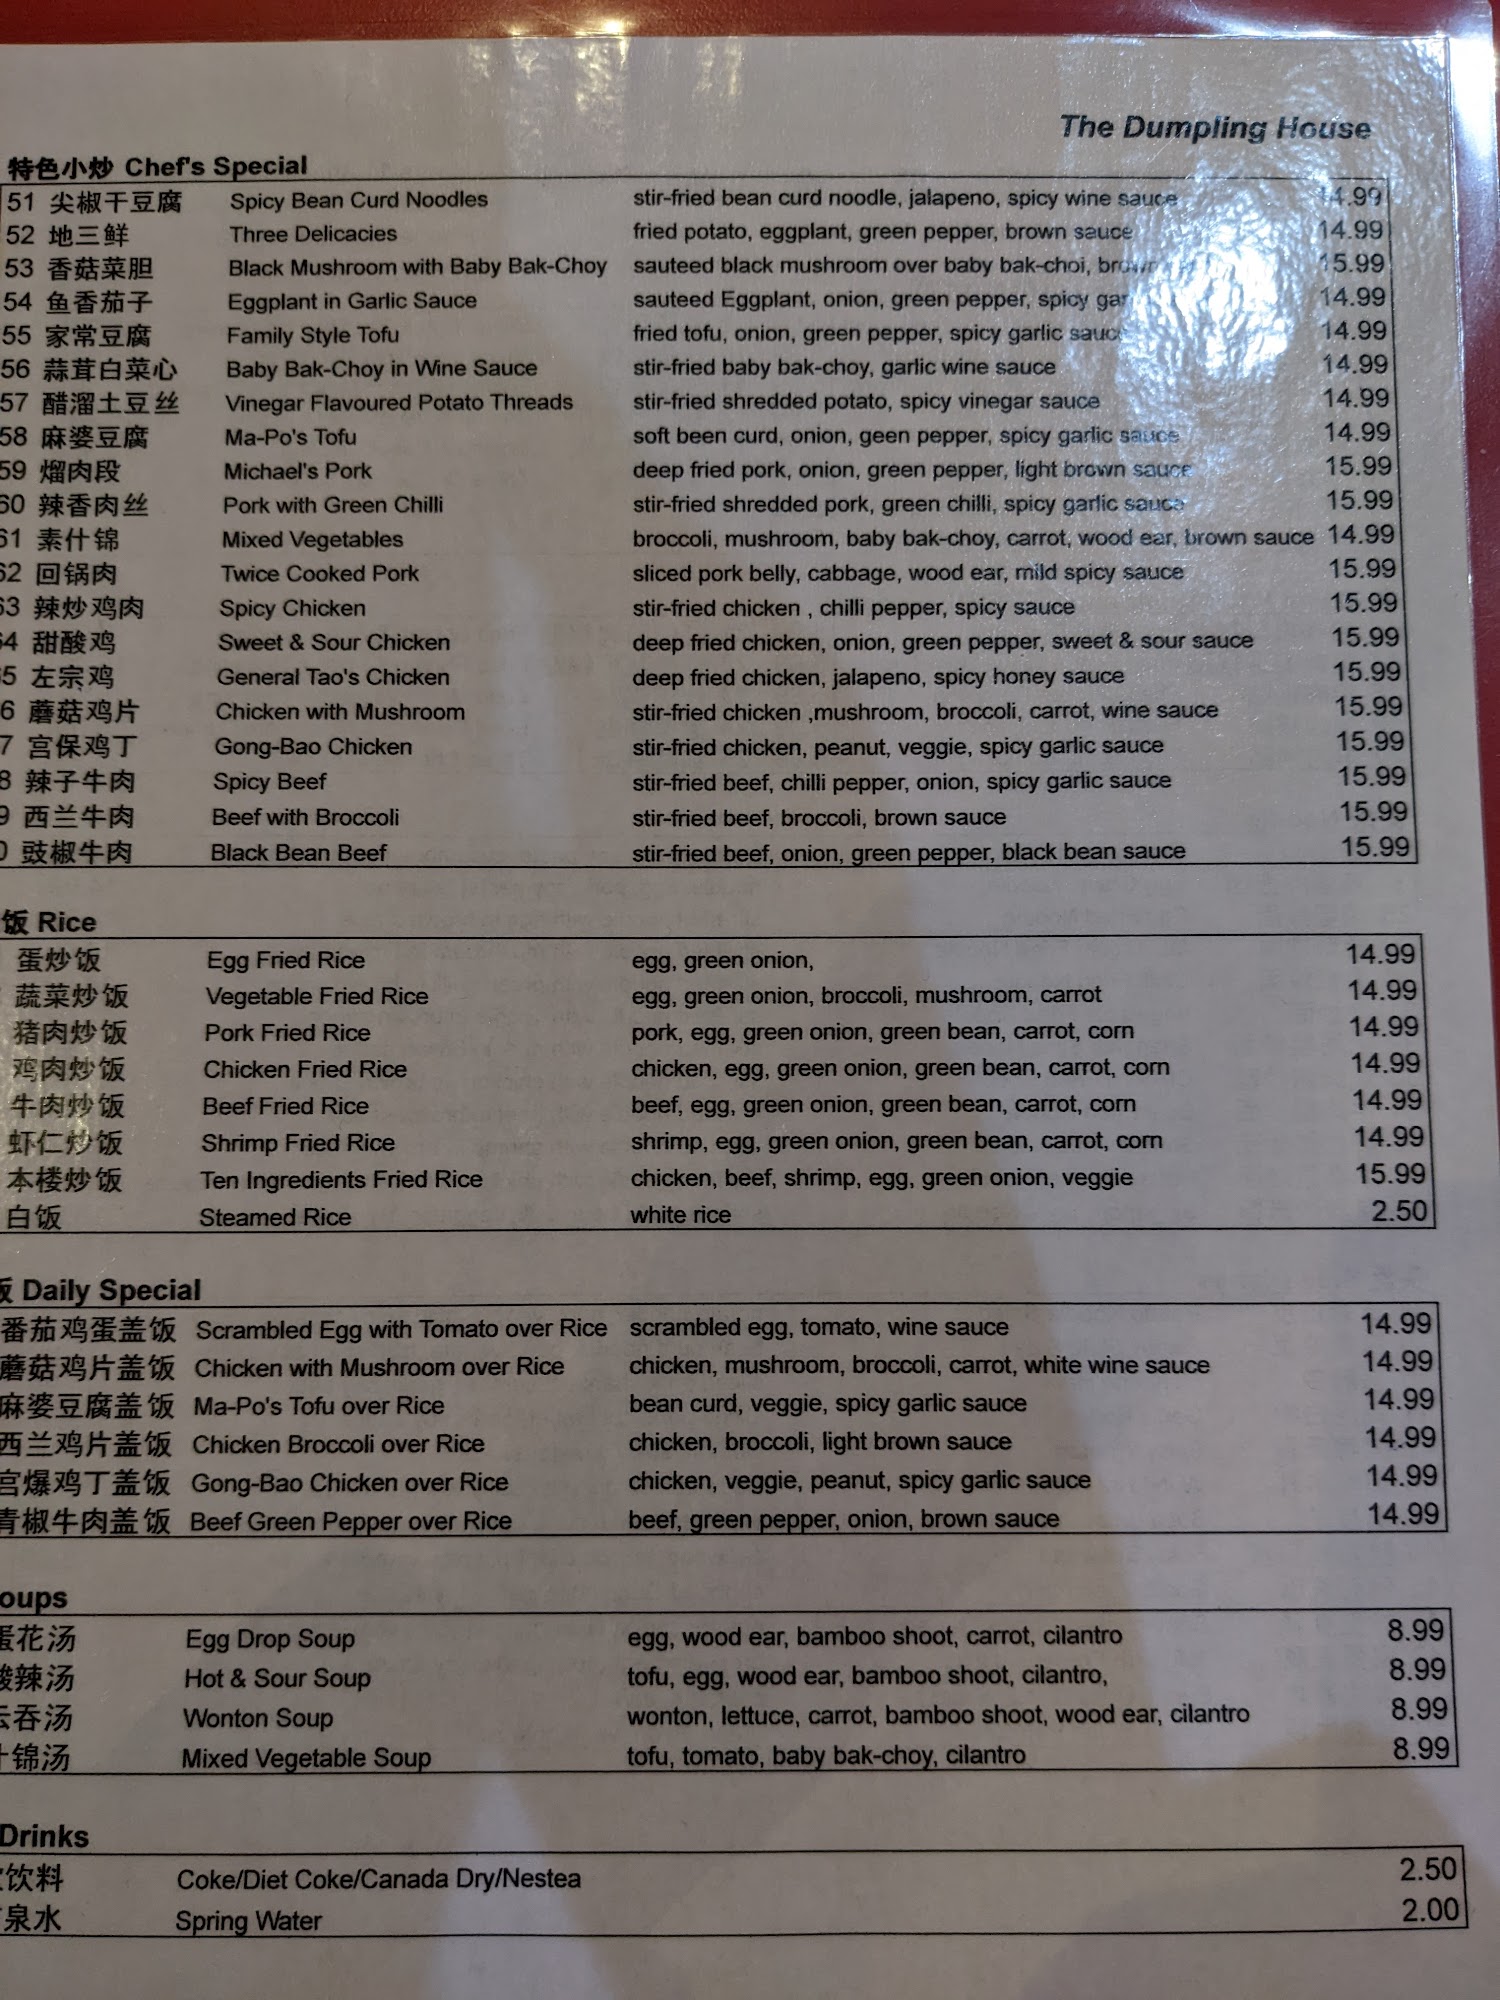 The Dumpling House
特色小炒 Chef's Special
51 尖椒干豆腐 Spicy Bean Curd Noodles stir-fried bean curd noodle, jalapeno, spicy wine sauce 14.99
52 地三鲜 Three Delicacies fried potato, eggplant, green pepper, brown sauce 14.99
53 香菇菜胆 Black Mushroom with Baby Bak-Choy sauteed black mushroom over baby bak-choi, 15.99
54 鱼香茄子 Eggplant in Garlic Sauce sauteed Eggplant, onion, green pepper, spicy 14.99
55 家常豆腐 Family Style Tofu fried tofu, onion, green pepper, spicy garlic sauce 14.99
56 蒜茸白菜心 Baby Bak-Choy in Wine Sauce stir-fried baby bak-choy, garlic wine sauce 14.99
57 醋溜土豆丝 Vinegar Flavoured Potato Threads stir-fried shredded potato, spicy vinegar sauce 14.99
58 麻婆豆腐 Ma-Po's Tofu soft been curd, onion, geen pepper, spicy garlic sauce 14.99
59 熘肉段 Michael's Pork deep fried pork, onion, green pepper, light brown sauce 15.99
60 辣香肉丝 Pork with Green Chilli stir-fried shredded pork, green chilli, spicy garlic sauce 15.99
61 素什锦 Mixed Vegetables broccoli, mushroom, baby bak-choy, carrot, wood ear, brown sauce 14.99
62 回锅肉 Twice Cooked Pork sliced pork belly, cabbage, wood ear, mild spicy sauce 15.99
63 辣炒鸡肉 Spicy Chicken stir-fried chicken , chilli pepper, spicy sauce 15.99
4 甜酸鸡 Sweet & Sour Chicken deep fried chicken, onion, green pepper, sweet & sour sauce 15.99
5 左宗鸡 General Tao's Chicken deep fried chicken, jalapeno, spicy honey sauce 15.99
6 蘑菇鸡片 Chicken with Mushroom stir-fried chicken ,mushroom, broccoli, carrot, wine sauce 15.99
7 宫保鸡丁 Gong-Bao Chicken stir-fried chicken, peanut, veggie, spicy garlic sauce 15.99
8 辣子牛肉 Spicy Beef stir-fried beef, chilli pepper, onion, spicy garlic sauce 15.99
9 西兰牛肉 Beef with Broccoli stir-fried beef, broccoli, brown sauce 15.99
0 豉椒牛肉 Black Bean Beef stir-fried beef, onion, green pepper, black bean sauce 15.99
饭 Rice
蛋炒饭 Egg Fried Rice egg, green onion, 14.99
蔬菜炒饭 Vegetable Fried Rice egg, green onion, broccoli, mushroom, carrot 14.99
猪肉炒饭 Pork Fried Rice pork, egg, green onion, green bean, carrot, corn 14.99
鸡肉炒饭 Chicken Fried Rice chicken, egg, green onion, green bean, carrot, corn 14.99
牛肉炒饭 Beef Fried Rice beef, egg, green onion, green bean, carrot, corn 14.99
虾仁炒饭 Shrimp Fried Rice shrimp, egg, green onion, green bean, carrot, corn 14.99
本楼炒饭 Ten Ingredients Fried Rice chicken, beef, shrimp, egg, green onion, veggie 15.99
白饭 Steamed Rice white rice 2.50
饭 Daily Special
番茄鸡蛋盖饭 Scrambled Egg with Tomato over Rice scrambled egg, tomato, wine sauce 14.99
蘑菇鸡片盖饭 Chicken with Mushroom over Rice chicken, mushroom, broccoli, carrot, white wine sauce 14.99
麻婆豆腐盖饭 Ma-Po's Tofu over Rice bean curd, veggie, spicy garlic sauce 14.99
西兰鸡片盖饭 Chicken Broccoli over Rice chicken, broccoli, light brown sauce 14.99
宫爆鸡丁盖饭 Gong-Bao Chicken over Rice chicken, veggie, peanut, spicy garlic sauce 14.99
青椒牛肉盖饭 Beef Green Pepper over Rice beef, green pepper, onion, brown sauce 14.99
oups
蛋花汤 Egg Drop Soup egg, wood ear, bamboo shoot, carrot, cilantro 8.99
酸辣汤 Hot & Sour Soup tofu, egg, wood ear, bamboo shoot, cilantro, 8.99
云吞汤 Wonton Soup wonton, lettuce, carrot, bamboo shoot, wood ear, cilantro 8.99
什锦汤 Mixed Vegetable Soup tofu, tomato, baby bak-choy, cilantro 8.99
Drinks
饮料 Coke/Diet Coke/Canada Dry/Nestea 2.50
泉水 Spring Water 2.00